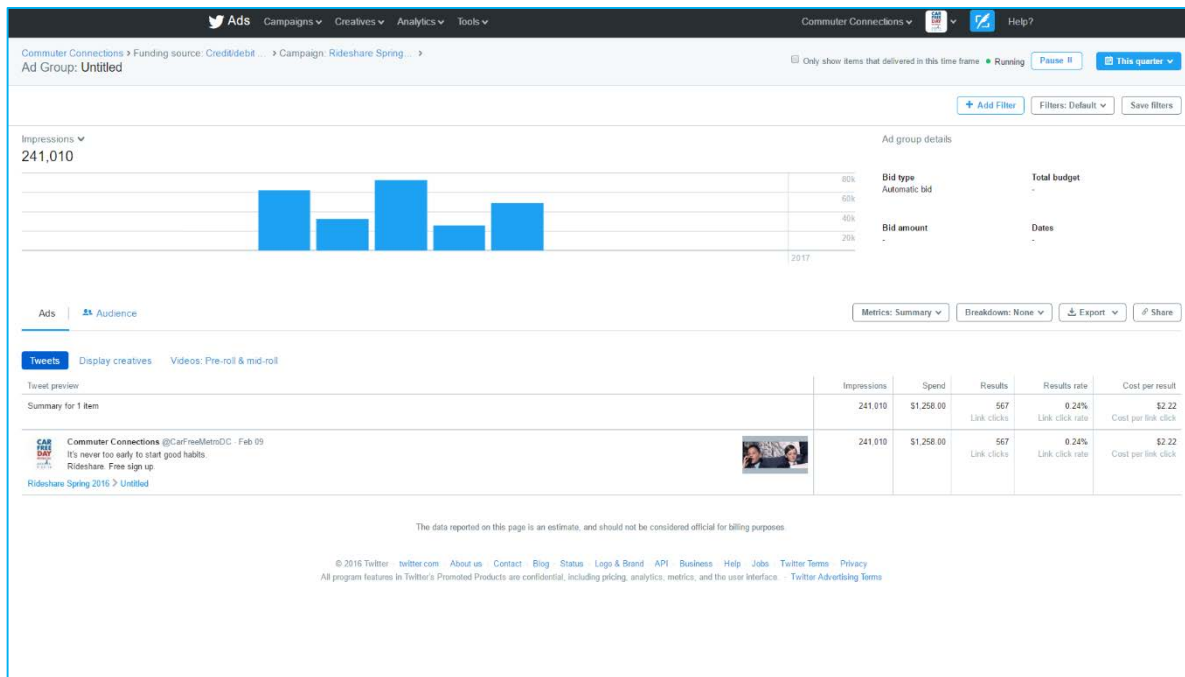 Ads Campaigns Creatives Analytics Tools Commuter Connections Help?
Commuter Connections > Funding source: Credit/debit ... > Campaign: Rideshare Spring... >
Ad Group: Untitled
Only show items that delivered in this time frame Running Pause This quarter
+ Add Filter Filters: Default Save filters
Impressions
241,010
Ad group details
80k
60k
40k
20k
2017
Bid type Total budget
Automatic bid -
Bid amount Dates
- -
Ads Audience
Metrics: Summary Breakdown: None Export Share
Tweets Display creatives Videos: Pre-roll & mid-roll
Tweet preview Impressions Spend Results Results rate Cost per result
Summary for 1 item 241,010 $1,258.00 567 0.24% $2.22
Link clicks Link click rate Cost per link click
CAR
FREE
DAY
Commuter Connections @CarFreeMetroDC · Feb 09 241,010 $1,258.00 567 0.24% $2.22
It's never too early to start good habits. Link clicks Link click rate Cost per link click
Rideshare. Free sign up.
Rideshare Spring 2016 > Untitled
The data reported on this page is an estimate, and should not be considered official for billing purposes.
© 2016 Twitter · twitter.com · About us · Contact · Blog · Status · Logo & Brand · API · Business · Help · Jobs · Twitter Terms · Privacy
All program features in Twitter's Promoted Products are confidential, including pricing, analytics, metrics, and the user interface. · Twitter Advertising Terms